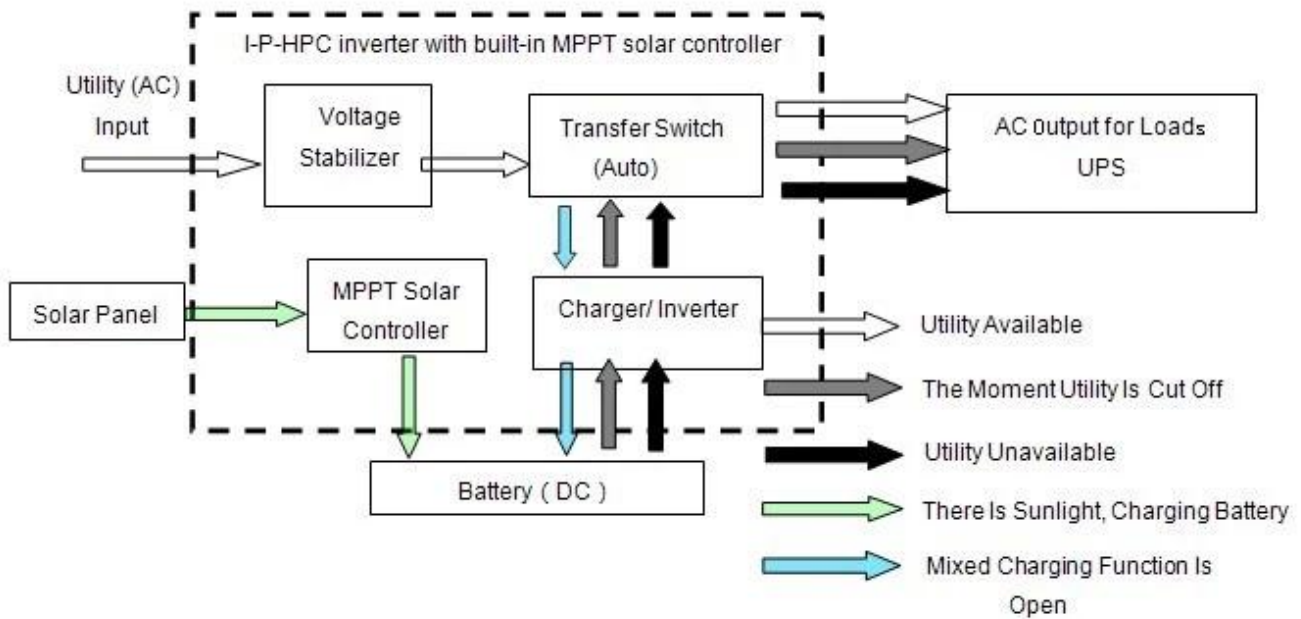 I-P-HPC inverter with built-in MPPT solar controller
Utility (AC)
Input
Voltage
Stabilizer
Transfer Switch
(Auto)
AC Output for Loads
UPS
Solar Panel
MPPT Solar
Controller
Charger/ Inverter
Battery ( DC )
Utility Available
The Moment Utility Is Cut Off
Utility Unavailable
There Is Sunlight, Charging Battery
Mixed Charging Function Is
Open